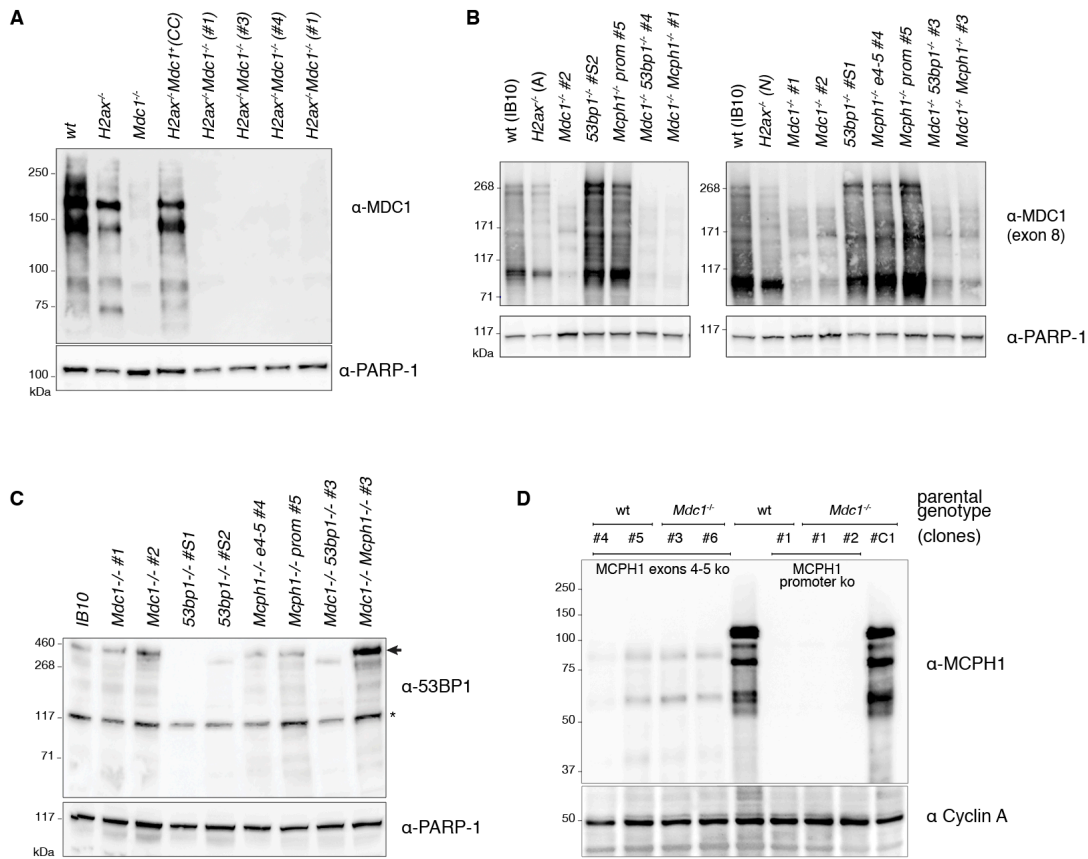 A
wt
H2ax-/-
Mdc1-/-
H2ax-/-Mdc1+(CC)
H2ax-/-Mdc1-/- (#1)
H2ax-/-Mdc1-/- (#3)
H2ax-/-Mdc1-/- (#4)
H2ax-/-Mdc1-/- (#1)
250
150
100
75
α-MDC1
100
kDa
α-PARP-1
B
wt (IB10)
H2ax-/- (A)
Mdc1-/- #2
53bp1-/- #S2
Mcph1-/- prom #5
Mdc1-/- 53bp1-/- #4
Mdc1-/- Mcph1-/- #1
268
171
117
71
117
kDa
wt (IB10)
H2ax-/- (N)
Mdc1-/- #1
Mdc1-/- #2
53bp1-/- #S1
Mcph1-/- e4-5 #4
Mcph1-/- prom #5
Mdc1-/- 53bp1-/- #3
Mdc1-/- Mcph1-/- #3
268
171
117
117
α-MDC1
(exon 8)
α-PARP-1
C
IB10
Mdc1-/- #1
Mdc1-/- #2
53bp1-/- #S1
53bp1-/- #S2
Mcph1-/- e4-5 #4
Mcph1-/- prom #5
Mdc1-/- 53bp1-/- #3
Mdc1-/- Mcph1-/- #3
460
268
117
71
α-53BP1
*
117
kDa
α-PARP-1
D
wt Mdc1-/- wt Mdc1-/- parental
genotype
#4 #5 #3 #6 #1 #1 #2 #C1 (clones)
MCPH1 exons 4-5 ko MCPH1
promoter ko
250
150
100
75
50
37
α-MCPH1
50
α Cyclin A